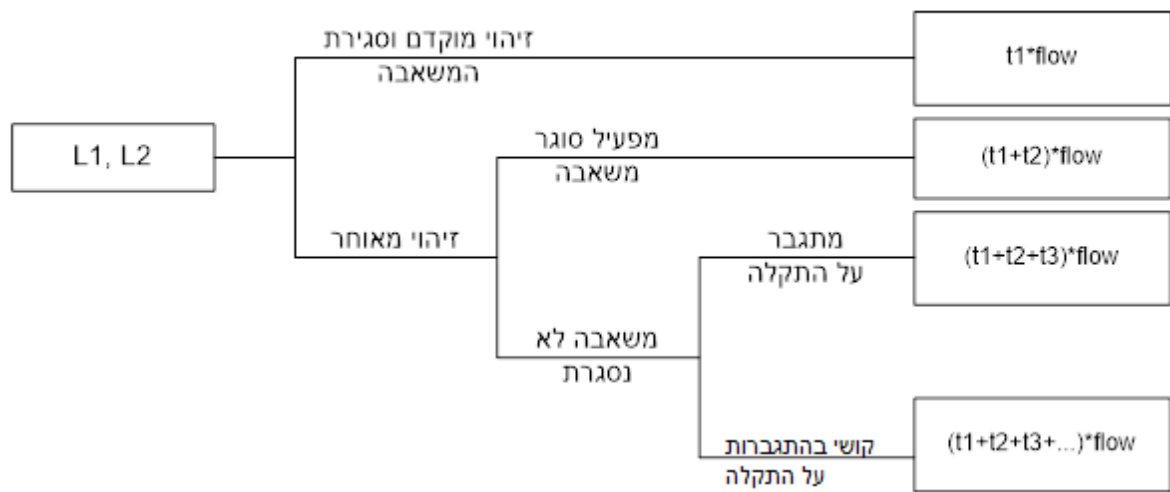 זיהוי מוקדם וסגירת
המשאבה
t1*flow
L1, L2
מפעיל סוגר
משאבה
(t1+t2)*flow
זיהוי מאוחר
מתגבר
על התקלה
(t1+t2+t3)*flow
משאבה לא
נסגרת
קושי בהתגברות
על התקלה
(t1+t2+t3+...)*flow